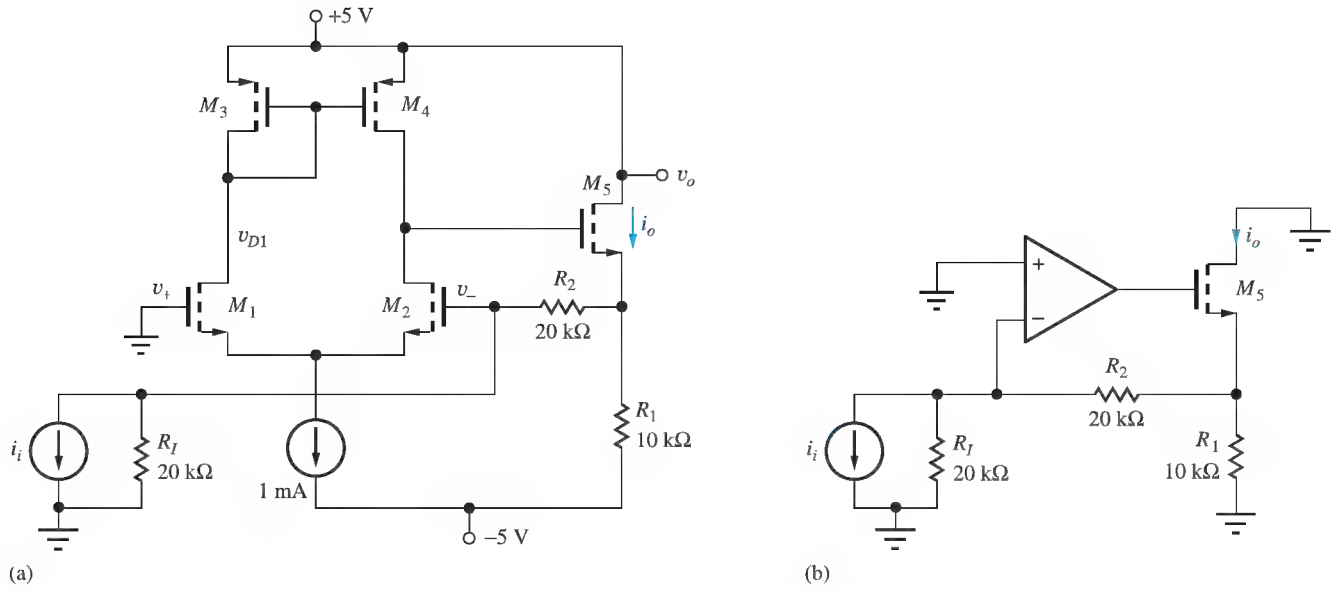 +5 V
M3
M4
M5
vo
io
vD1
v+
M1
M2
v−
R2
20 kΩ
ii
RI
20 kΩ
1 mA
R1
10 kΩ
−5 V
(a)
+
−
io
M5
R2
20 kΩ
ii
RI
20 kΩ
R1
10 kΩ
(b)